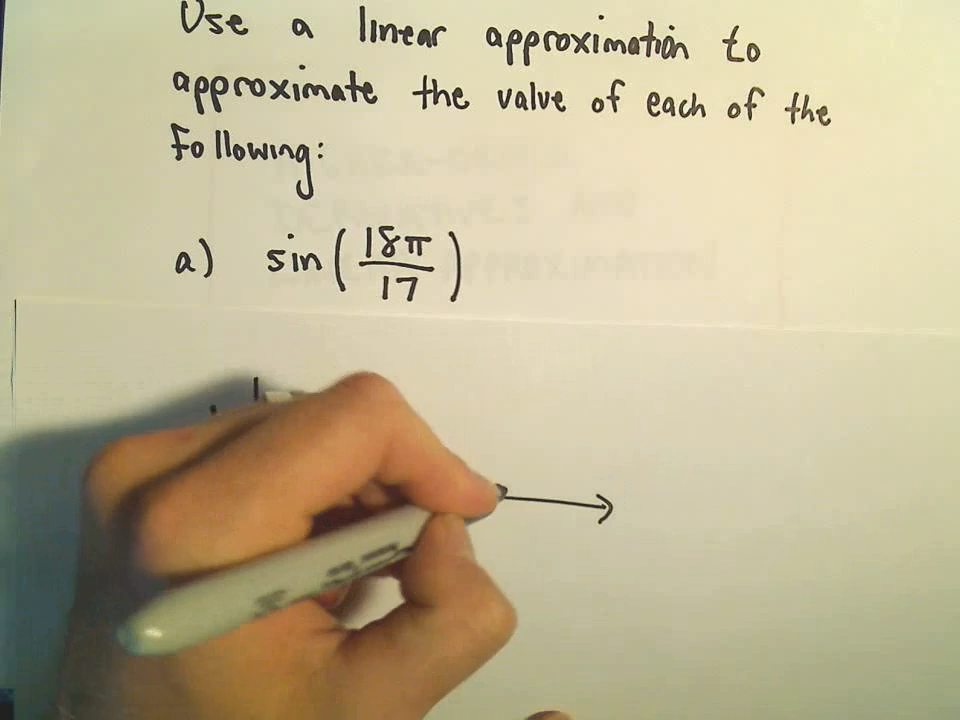 Use a linear approximation to
approximate the value of each of the
following:
a) sin(18π/17)